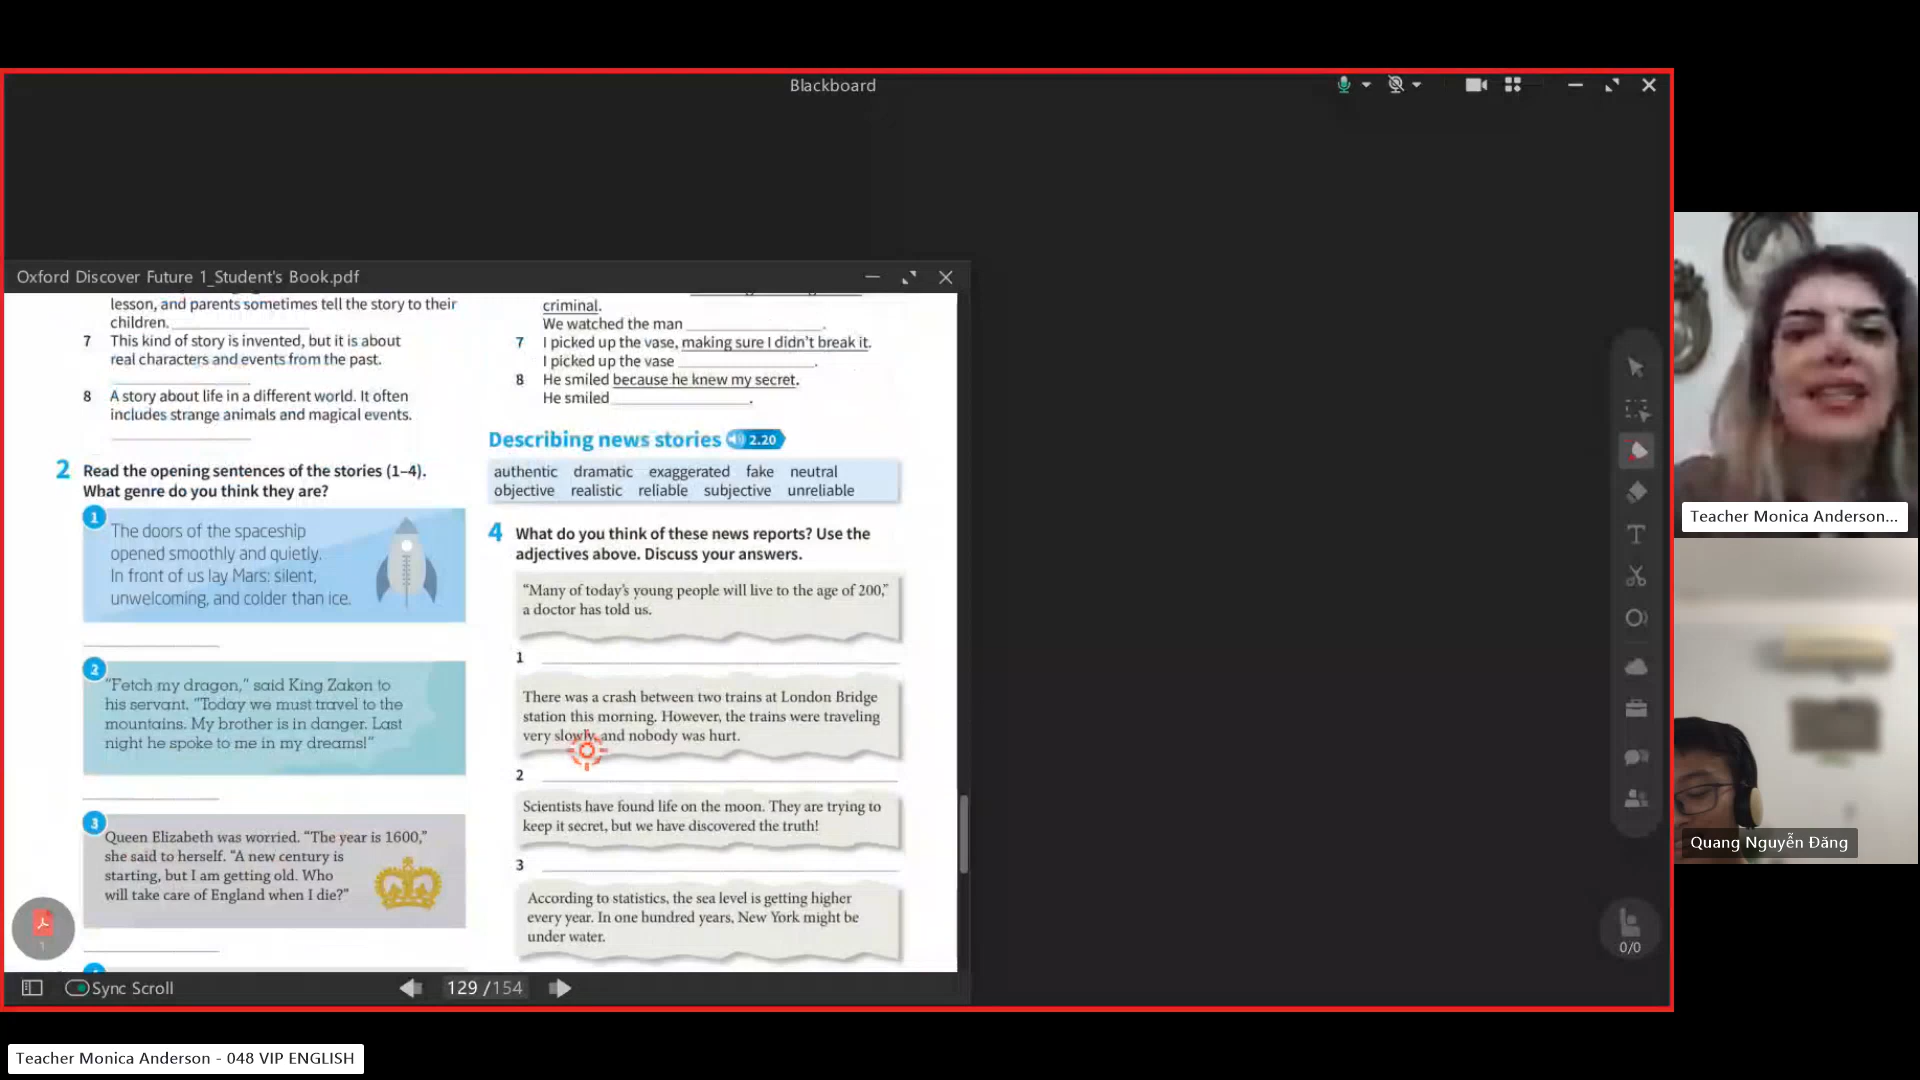 Blackboard
Oxford Discover Future 1_Student's Book.pdf
lesson, and parents sometimes tell the story to their
children.
7 This kind of story is invented, but it is about
real characters and events from the past.
8 A story about life in a different world. It often
includes strange animals and magical events.
2 Read the opening sentences of the stories (1–4).
What genre do you think they are?
1
The doors of the spaceship
opened smoothly and quietly.
In front of us lay Mars: silent,
unwelcoming, and colder than ice.
2
"Fetch my dragon," said King Zakon to
his servant. "Today we must travel to the
mountains. My brother is in danger. Last
night he spoke to me in my dreams!"
3
Queen Elizabeth was worried. "The year is 1600,"
she said to herself. "A new century is
starting, but I am getting old. Who
will take care of England when I die?"
criminal.
We watched the man .
7 I picked up the vase, making sure I didn't break it.
I picked up the vase .
8 He smiled because he knew my secret.
He smiled .
Describing news stories 2.20
authentic dramatic exaggerated fake neutral
objective realistic reliable subjective unreliable
4 What do you think of these news reports? Use the
adjectives above. Discuss your answers.
"Many of today's young people will live to the age of 200,"
a doctor has told us.
1
There was a crash between two trains at London Bridge
station this morning. However, the trains were traveling
very slowly, and nobody was hurt.
2
Scientists have found life on the moon. They are trying to
keep it secret, but we have discovered the truth!
3
According to statistics, the sea level is getting higher
every year. In one hundred years, New York might be
under water.
1
Sync Scroll
129 /154
0/0
Teacher Monica Anderson...
Quang Nguyễn Đăng
Teacher Monica Anderson - 048 VIP ENGLISH